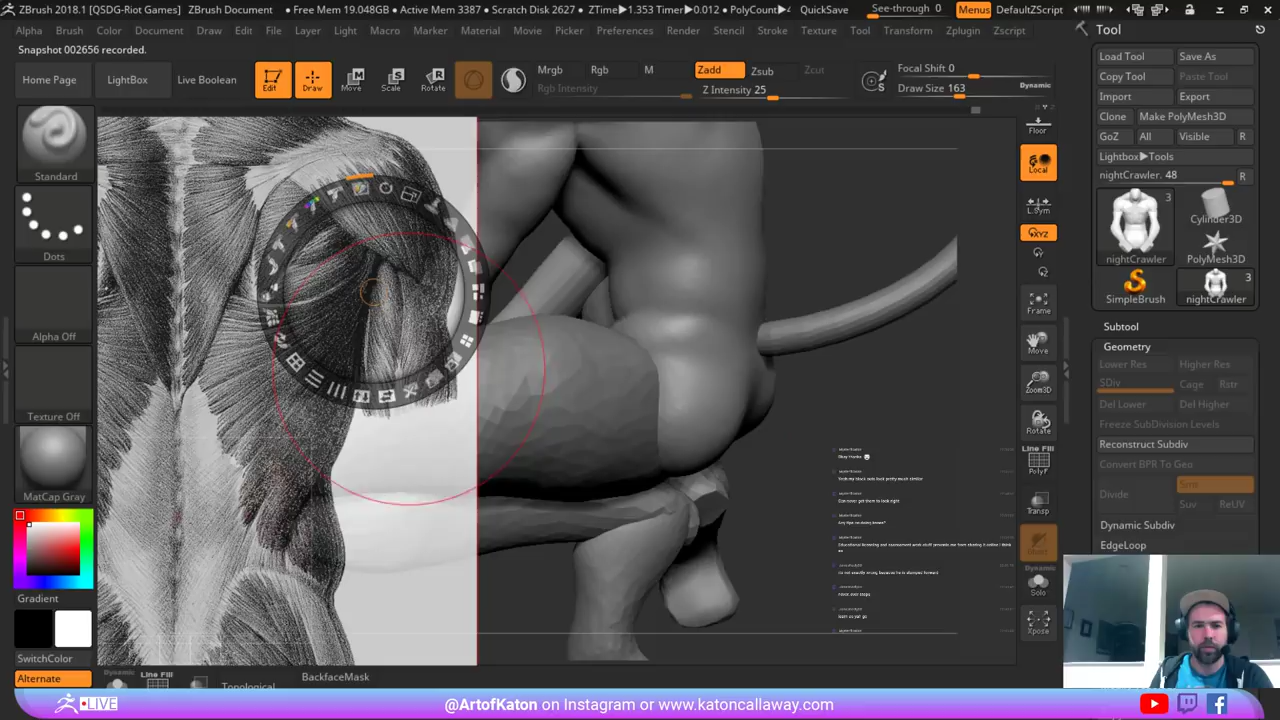 ZBrush 2018.1 [QSDG-Riot Games] ZBrush Document • Free Mem 19.048GB • Active Mem 3387 • Scratch Disk 2627 • ZTime▶1.353 Timer▶0.012 • PolyCount▶ QuickSave See-through 0 Menus DefaultZScript
Alpha Brush Color Document Draw Edit File Layer Light Macro Marker Material Movie Picker Preferences Render Stencil Stroke Texture Tool Transform Zplugin Zscript
Snapshot 002656 recorded.
Home Page LightBox Live Boolean Edit Draw Move Scale Rotate
Mrgb Rgb M Zadd Zsub Zcut Focal Shift 0
Rgb Intensity Z Intensity 25 Draw Size 163 Dynamic
Standard
Dots
Alpha Off
Texture Off
MatCap Gray
Gradient
SwitchColor
Alternate
Dynamic
Line Fill
Topological
BackfaceMask
Floor
Local
L.Sym
XYZ
Frame
Move
Zoom3D
Rotate
Line Fill
PolyF
Transp
Dynamic
Solo
Xpose
Tool
Load Tool Save As
Copy Tool Paste Tool
Import Export
Clone Make PolyMesh3D
GoZ All Visible R
Lightbox▶Tools
nightCrawler. 48 R
3
nightCrawler
Cylinder3D
PolyMesh3D
SimpleBrush
3
nightCrawler
Subtool
Geometry
Lower Res Higher Res
SDiv Cage Rstr
Del Lower Del Higher
Freeze SubDivision Levels
Reconstruct Subdiv
Convert BPR To Geo
Divide Smt
Suv ReUV
Dynamic Subdiv
EdgeLoop
LIVE
@ArtofKaton on Instagram or www.katoncallaway.com